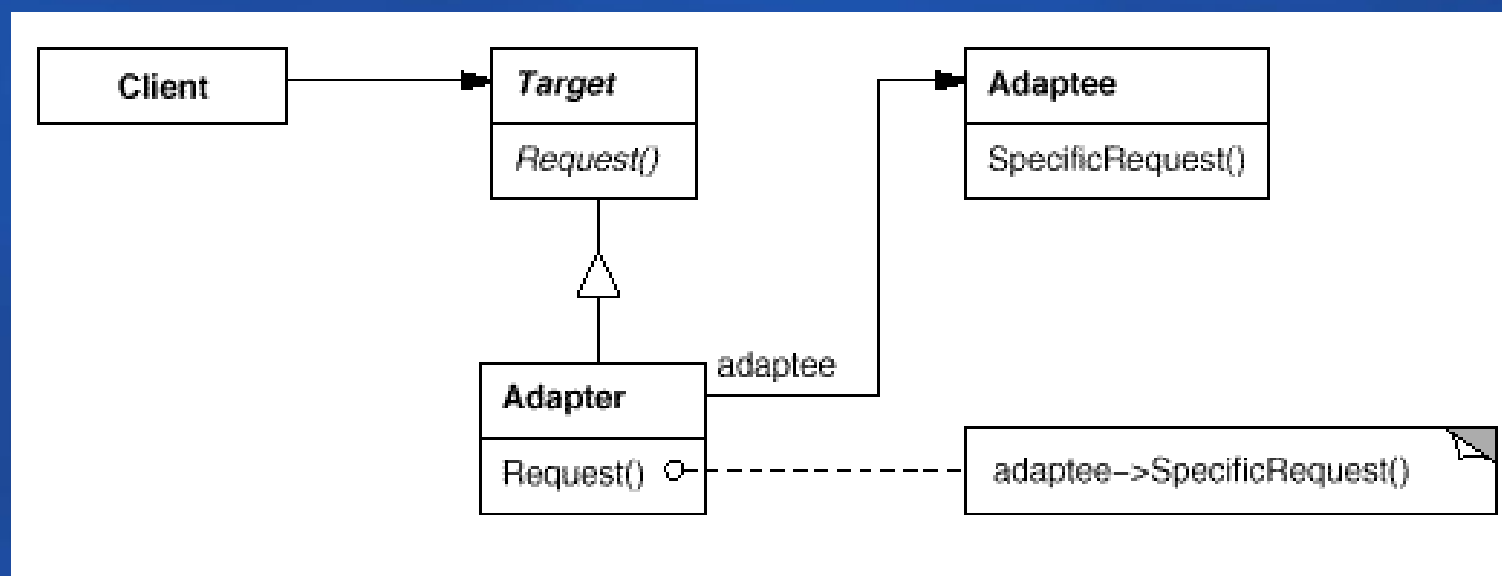 Client
Target
Request()
Adaptee
SpecificRequest()
adaptee
Adapter
Request()
adaptee->SpecificRequest()